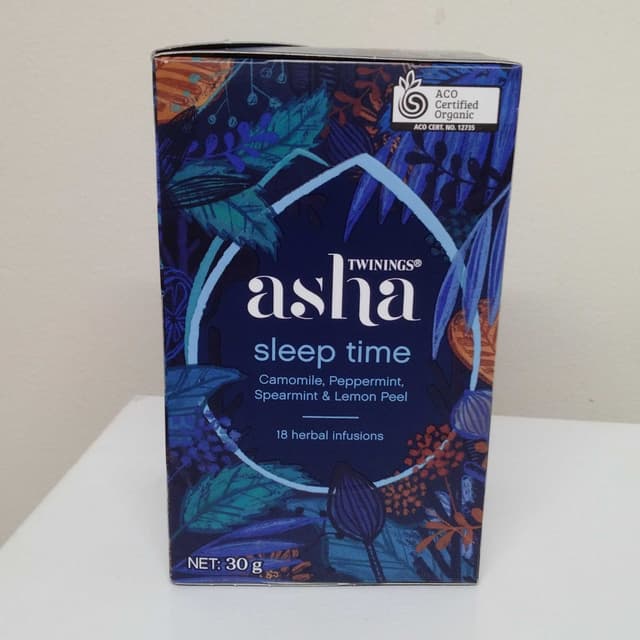 ACO
Certified
Organic
ACO CERT. NO. 12735
TWININGS®
asha
sleep time
Camomile, Peppermint,
Spearmint & Lemon Peel
18 herbal infusions
NET: 30 g